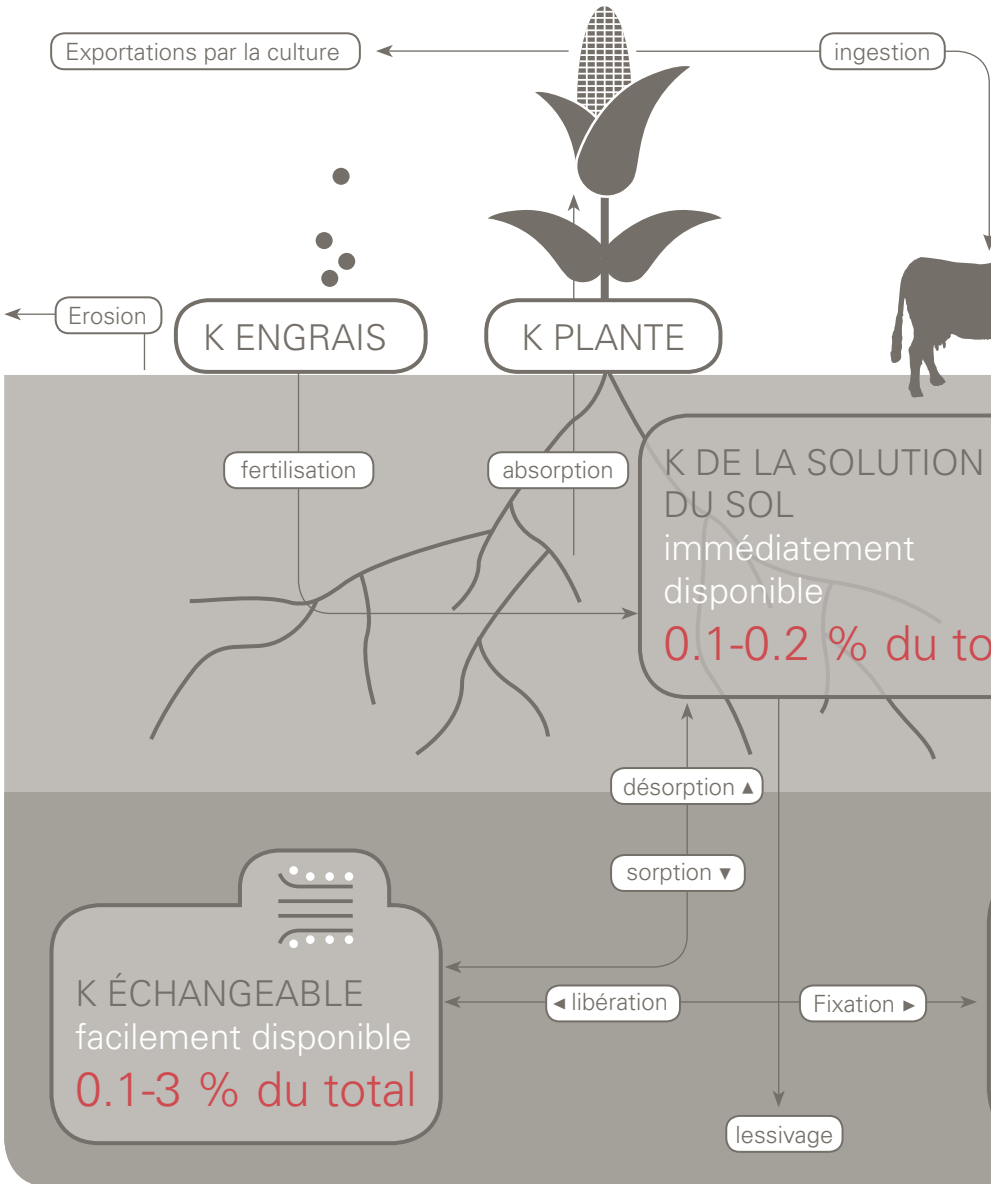 Exportations par la culture
ingestion
Erosion
K ENGRAIS
K PLANTE
fertilisation
absorption
K DE LA SOLUTION
DU SOL
immédiatement
disponible
0.1-0.2 % du to
désorption ▲
sorption ▼
K ÉCHANGEABLE
facilement disponible
0.1-3 % du total
◄ libération
Fixation ►
lessivage